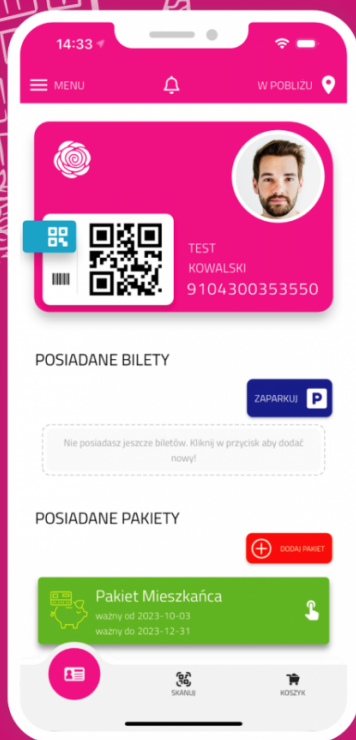 14:33
MENU
W POBLIŻU
TEST
KOWALSKI
9104300353550
POSIADANE BILETY
ZAPARKUJ P
Nie posiadasz jeszcze biletów. Kliknij w przycisk aby dodać
nowy!
POSIADANE PAKIETY
DODAJ PAKIET
Pakiet Mieszkańca
ważny od 2023-10-03
ważny do 2023-12-31
SKANUJ
KOSZYK